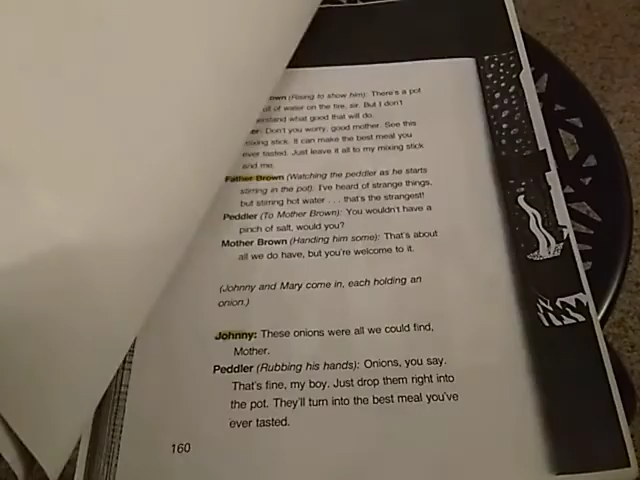 own (Rising to show him): There's a pot
of water on the fire, sir. But I don't
erstand what good that will do.
er: Don't you worry, good mother. See this
mixing stick. It can make the best meal you
ever tasted. Just leave it all to my mixing stick
and me.
Father Brown (Watching the peddler as he starts
stirring in the pot): I've heard of strange things,
but stirring hot water . . . that's the strangest!
Peddler (To Mother Brown): You wouldn't have a
pinch of salt, would you?
Mother Brown (Handing him some): That's about
all we do have, but you're welcome to it.
(Johnny and Mary come in, each holding an
onion.)
Johnny: These onions were all we could find,
Mother.
Peddler (Rubbing his hands): Onions, you say.
That's fine, my boy. Just drop them right into
the pot. They'll turn into the best meal you've
ever tasted.
160